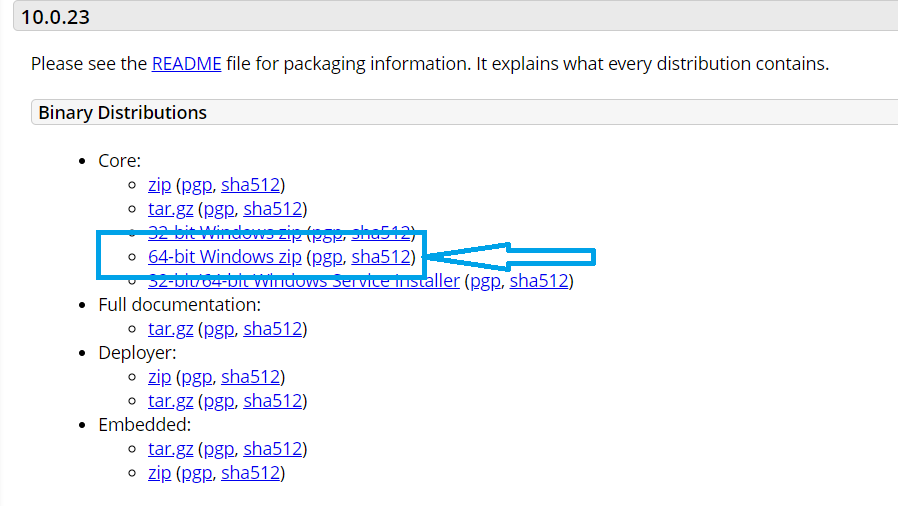 10.0.23
Please see the README file for packaging information. It explains what every distribution contains.
Binary Distributions
• Core:
◦ zip (pgp, sha512)
◦ tar.gz (pgp, sha512)
◦ 32-bit Windows zip (pgp, sha512)
◦ 64-bit Windows zip (pgp, sha512)
◦ 32-bit/64-bit Windows Service Installer (pgp, sha512)
• Full documentation:
◦ tar.gz (pgp, sha512)
• Deployer:
◦ zip (pgp, sha512)
◦ tar.gz (pgp, sha512)
• Embedded:
◦ tar.gz (pgp, sha512)
◦ zip (pgp, sha512)